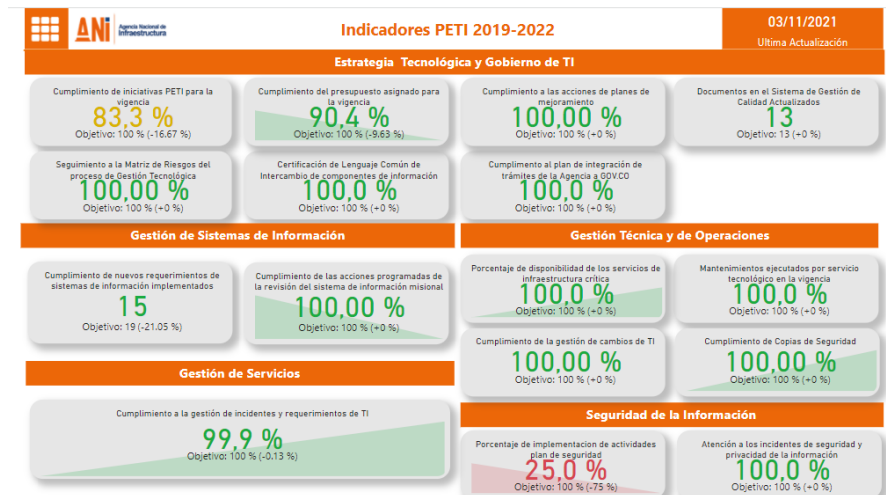 ANI
Agencia Nacional de
Infraestructura
Indicadores PETI 2019-2022
03/11/2021
Ultima Actualización
Estrategia Tecnológica y Gobierno de TI
Cumplimiento de iniciativas PETI para la
vigencia
83,3 %
Objetivo: 100 % (-16.67 %)
Cumplimiento del presupuesto asignado para
la vigencia
90,4 %
Objetivo: 100 % (-9.63 %)
Cumplimiento a las acciones de planes de
mejoramiento
100,00 %
Objetivo: 100 % (+0 %)
Documentos en el Sistema de Gestión de
Calidad Actualizados
13
Objetivo: 13 (+0 %)
Seguimiento a la Matriz de Riesgos del
proceso de Gestión Tecnológica
100,00 %
Objetivo: 100 % (+0 %)
Certificación de Lenguaje Común de
Intercambio de componentes de información
100,0 %
Objetivo: 100 % (+0 %)
Cumplimento al plan de integración de
trámites de la Agencia a GOV.CO
100,0 %
Objetivo: 100 % (+0 %)
Gestión de Sistemas de Información
Cumplimiento de nuevos requerimientos de
sistemas de información implementados
15
Objetivo: 19 (-21.05 %)
Cumplimiento de las acciones programadas de
la revisión del sistema de información misional
100,00 %
Objetivo: 100 % (+0 %)
Gestión Técnica y de Operaciones
Porcentaje de disponibilidad de los servicios de
infraestructura crítica
100,0 %
Objetivo: 100 % (+0 %)
Mantenimientos ejecutados por servicio
tecnológico en la vigencia
100,0 %
Objetivo: 100 % (+0 %)
Cumplimiento de la gestión de cambios de TI
100,00 %
Objetivo: 100 % (+0 %)
Cumplimiento de Copias de Seguridad
100,00 %
Objetivo: 100 % (+0 %)
Gestión de Servicios
Cumplimiento a la gestión de incidentes y requerimientos de TI
99,9 %
Objetivo: 100 % (-0.13 %)
Seguridad de la Información
Porcentaje de implementacion de actividades
plan de seguridad
25,0 %
Objetivo: 100 % (-75 %)
Atención a los incidentes de seguridad y
privacidad de la información
100,0 %
Objetivo: 100 % (+0 %)